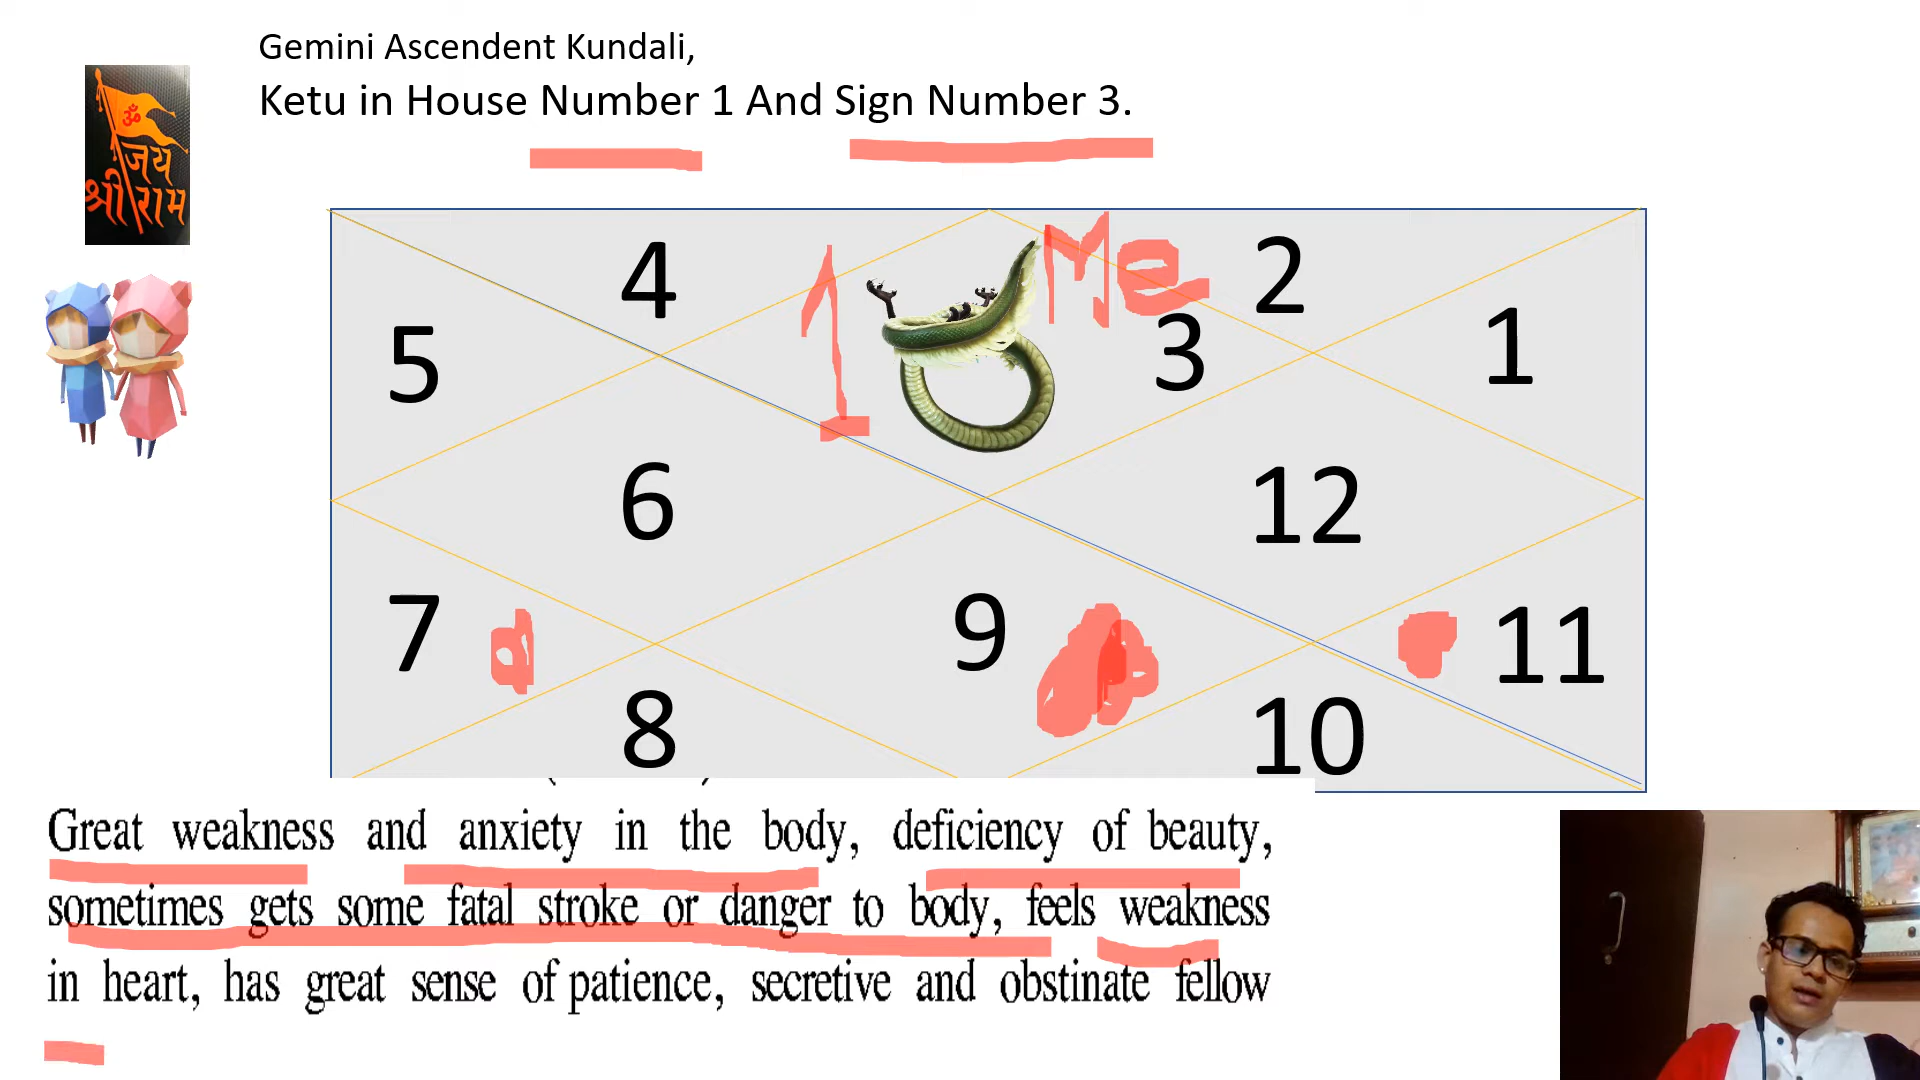 Gemini Ascendent Kundali,
Ketu in House Number 1 And Sign Number 3.
ॐ
जय
श्री राम
4
1
Me
2
5
3
1
6
12
7
9
11
8
10
Great weakness and anxiety in the body, deficiency of beauty,
sometimes gets some fatal stroke or danger to body, feels weakness
in heart, has great sense of patience, secretive and obstinate fellow